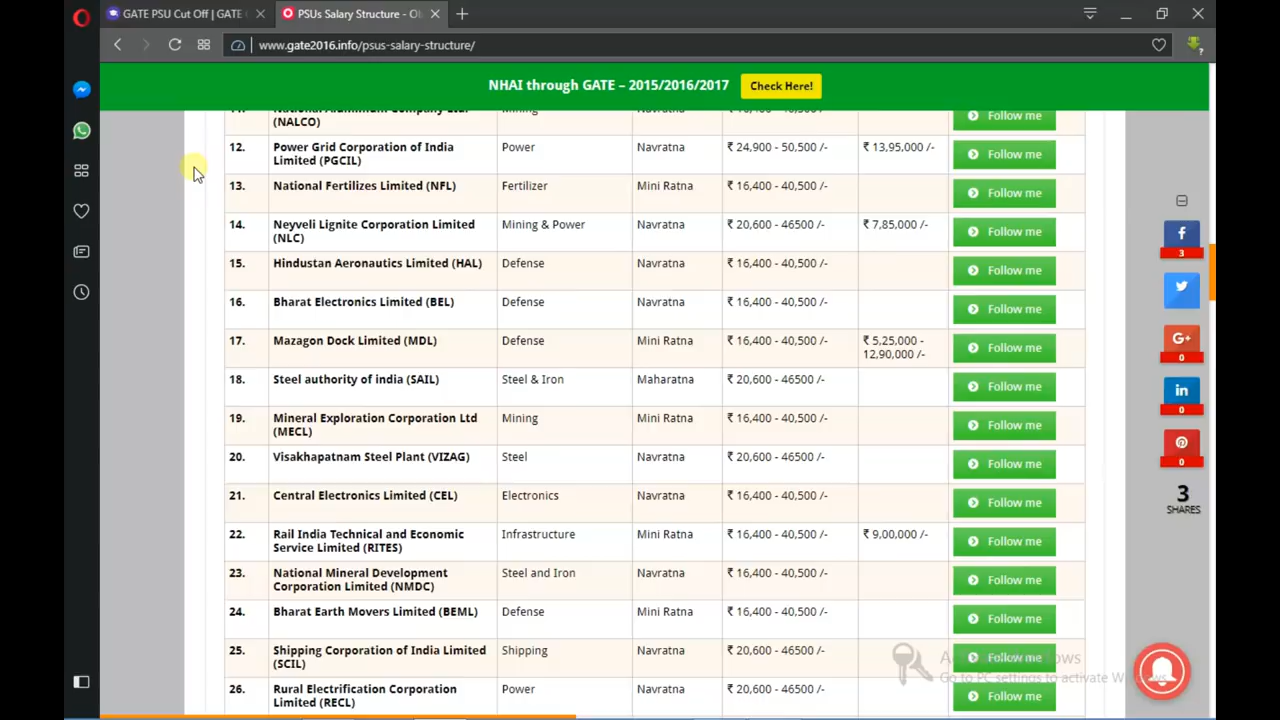 GATE PSU Cut Off | GATE
PSUs Salary Structure - Ot
www.gate2016.info/psus-salary-structure/
NHAI through GATE – 2015/2016/2017 Check Here!
(NALCO) Mining Follow me
12. Power Grid Corporation of India Power Navratna ₹ 24,900 - 50,500 /- ₹ 13,95,000 /- Follow me
Limited (PGCIL)
13. National Fertilizes Limited (NFL) Fertilizer Mini Ratna ₹ 16,400 - 40,500 /- Follow me
14. Neyveli Lignite Corporation Limited Mining & Power Navratna ₹ 20,600 - 46500 /- ₹ 7,85,000 /- Follow me
(NLC)
15. Hindustan Aeronautics Limited (HAL) Defense Navratna ₹ 16,400 - 40,500 /- Follow me
16. Bharat Electronics Limited (BEL) Defense Navratna ₹ 16,400 - 40,500 /- Follow me
17. Mazagon Dock Limited (MDL) Defense Mini Ratna ₹ 16,400 - 40,500 /- ₹ 5,25,000 - Follow me
12,90,000 /-
18. Steel authority of india (SAIL) Steel & Iron Maharatna ₹ 20,600 - 46500 /- Follow me
19. Mineral Exploration Corporation Ltd Mining Mini Ratna ₹ 16,400 - 40,500 /- Follow me
(MECL)
20. Visakhapatnam Steel Plant (VIZAG) Steel Navratna ₹ 20,600 - 46500 /- Follow me
21. Central Electronics Limited (CEL) Electronics Navratna ₹ 16,400 - 40,500 /- Follow me
22. Rail India Technical and Economic Infrastructure Mini Ratna ₹ 16,400 - 40,500 /- ₹ 9,00,000 /- Follow me
Service Limited (RITES)
23. National Mineral Development Steel and Iron Navratna ₹ 16,400 - 40,500 /- Follow me
Corporation Limited (NMDC)
24. Bharat Earth Movers Limited (BEML) Defense Mini Ratna ₹ 16,400 - 40,500 /- Follow me
25. Shipping Corporation of India Limited Shipping Navratna ₹ 20,600 - 46500 /- Follow me
(SCIL)
26. Rural Electrification Corporation Power Navratna ₹ 20,600 - 46500 /- Follow me
Limited (RECL)
f
3
G+
0
in
0
0
3
SHARES
Go to PC settings to activate